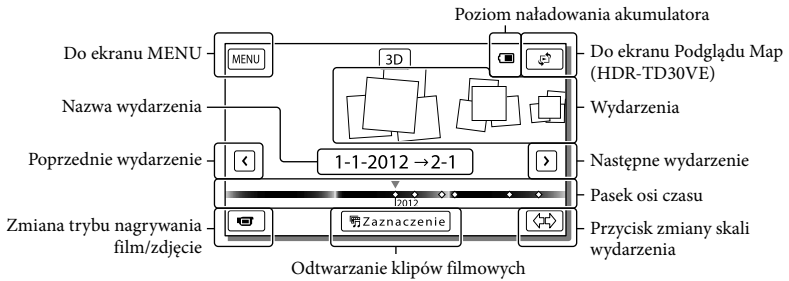 Poziom naładowania akumulatora
Do ekranu MENU
MENU
3D
Do ekranu Podglądu Map
(HDR-TD30VE)
Nazwa wydarzenia
Wydarzenia
Poprzednie wydarzenie
1-1-2012 →2-1
Następne wydarzenie
2012
Pasek osi czasu
Zmiana trybu nagrywania
film/zdjęcie
Zaznaczenie
Przycisk zmiany skali
wydarzenia
Odtwarzanie klipów filmowych